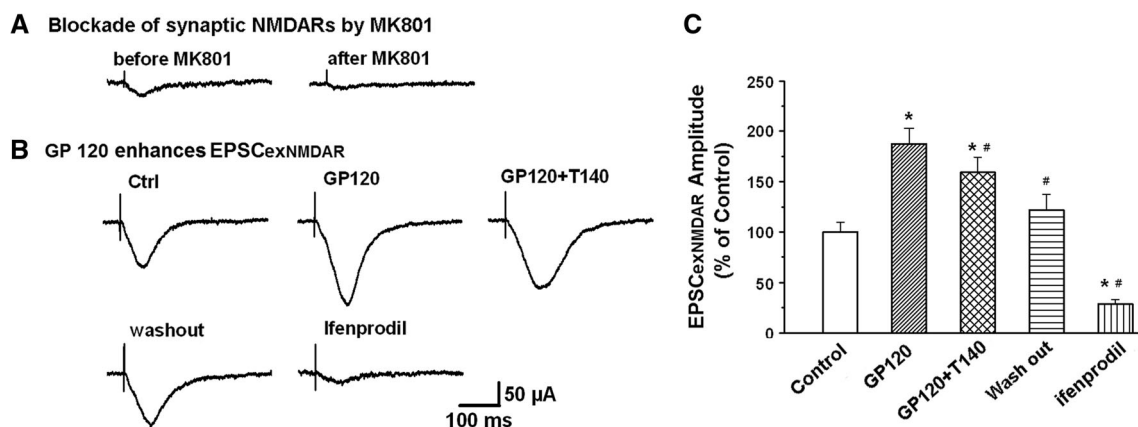 A Blockade of synaptic NMDARs by MK801
before MK801
after MK801
B GP 120 enhances EPSCexNMDAR
Ctrl
GP120
GP120+T140
washout
Ifenprodil
50 µA
100 ms
C
EPSCexNMDAR Amplitude
(% of Control)
250
200
150
100
50
0
*
* #
#
* #
Control
GP120
GP120+T140
Wash out
ifenprodil